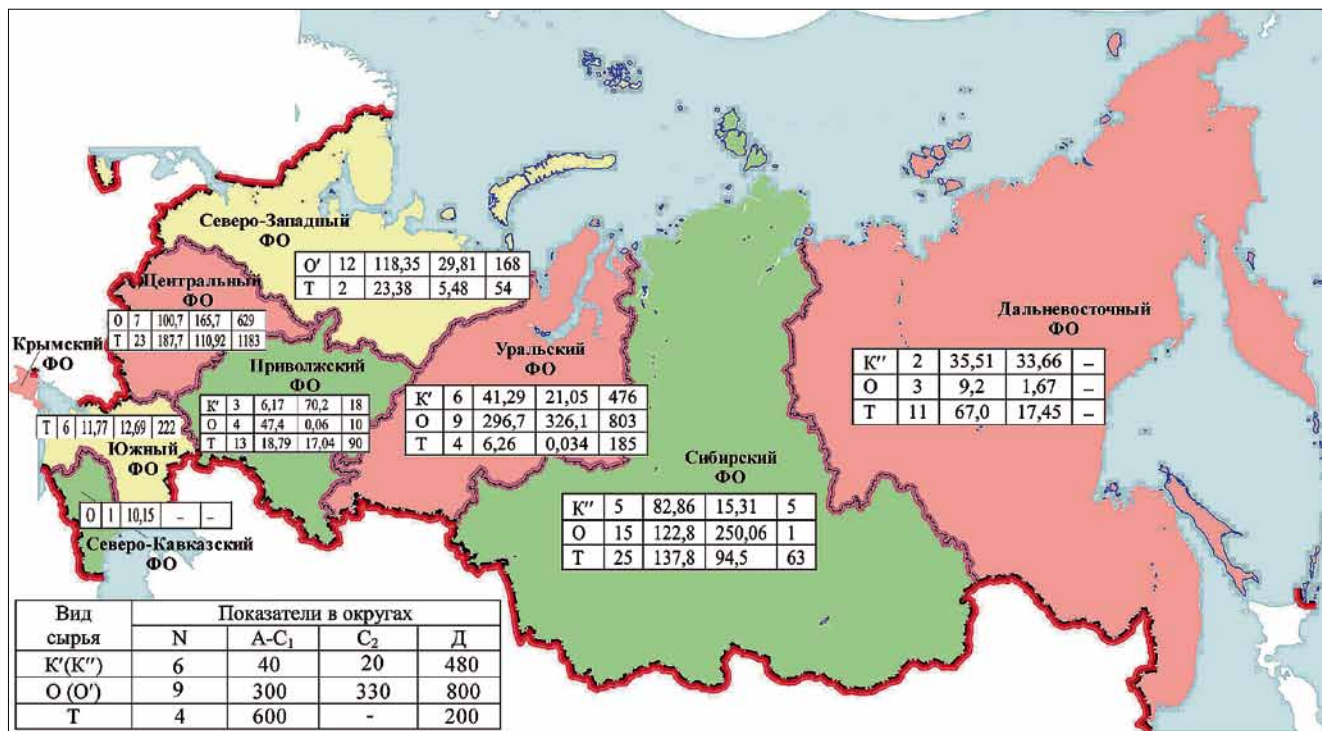 Северо-Западный
ФО
О' 12 118,35 29,81 168
Т 2 23,38 5,48 54
Центральный
ФО
О 7 100,7 165,7 629
Т 23 187,7 110,92 1183
Крымский
ФО
Приволжский
ФО
К' 3 6,17 70,2 18
О 4 47,4 0,06 10
Т 13 18,79 17,04 90
Уральский
ФО
К' 6 41,29 21,05 476
О 9 296,7 326,1 803
Т 4 6,26 0,034 185
Дальневосточный
ФО
К'' 2 35,51 33,66 –
О 3 9,2 1,67 –
Т 11 67,0 17,45 –
Т 6 11,77 12,69 222
Южный
ФО
Сибирский
ФО
К'' 5 82,86 15,31 5
О 15 122,8 250,06 1
Т 25 137,8 94,5 63
О 1 10,15 – –
Северо-Кавказский
ФО
Вид сырья Показатели в округах
N А-С₁ С₂ Д
К'(К'') 6 40 20 480
О (О') 9 300 330 800
Т 4 600 - 200